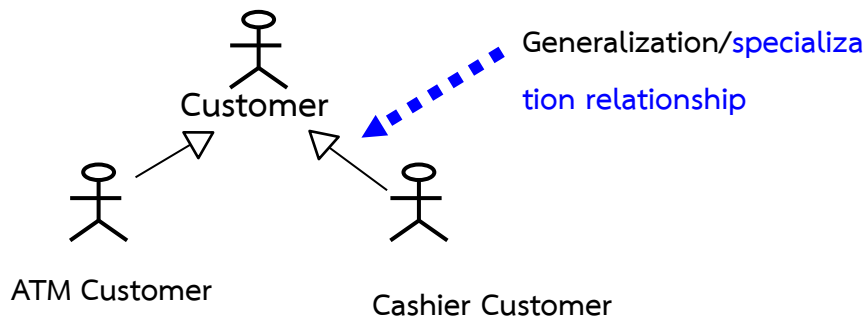 Generalization/specializa
tion relationship
Customer
ATM Customer
Cashier Customer